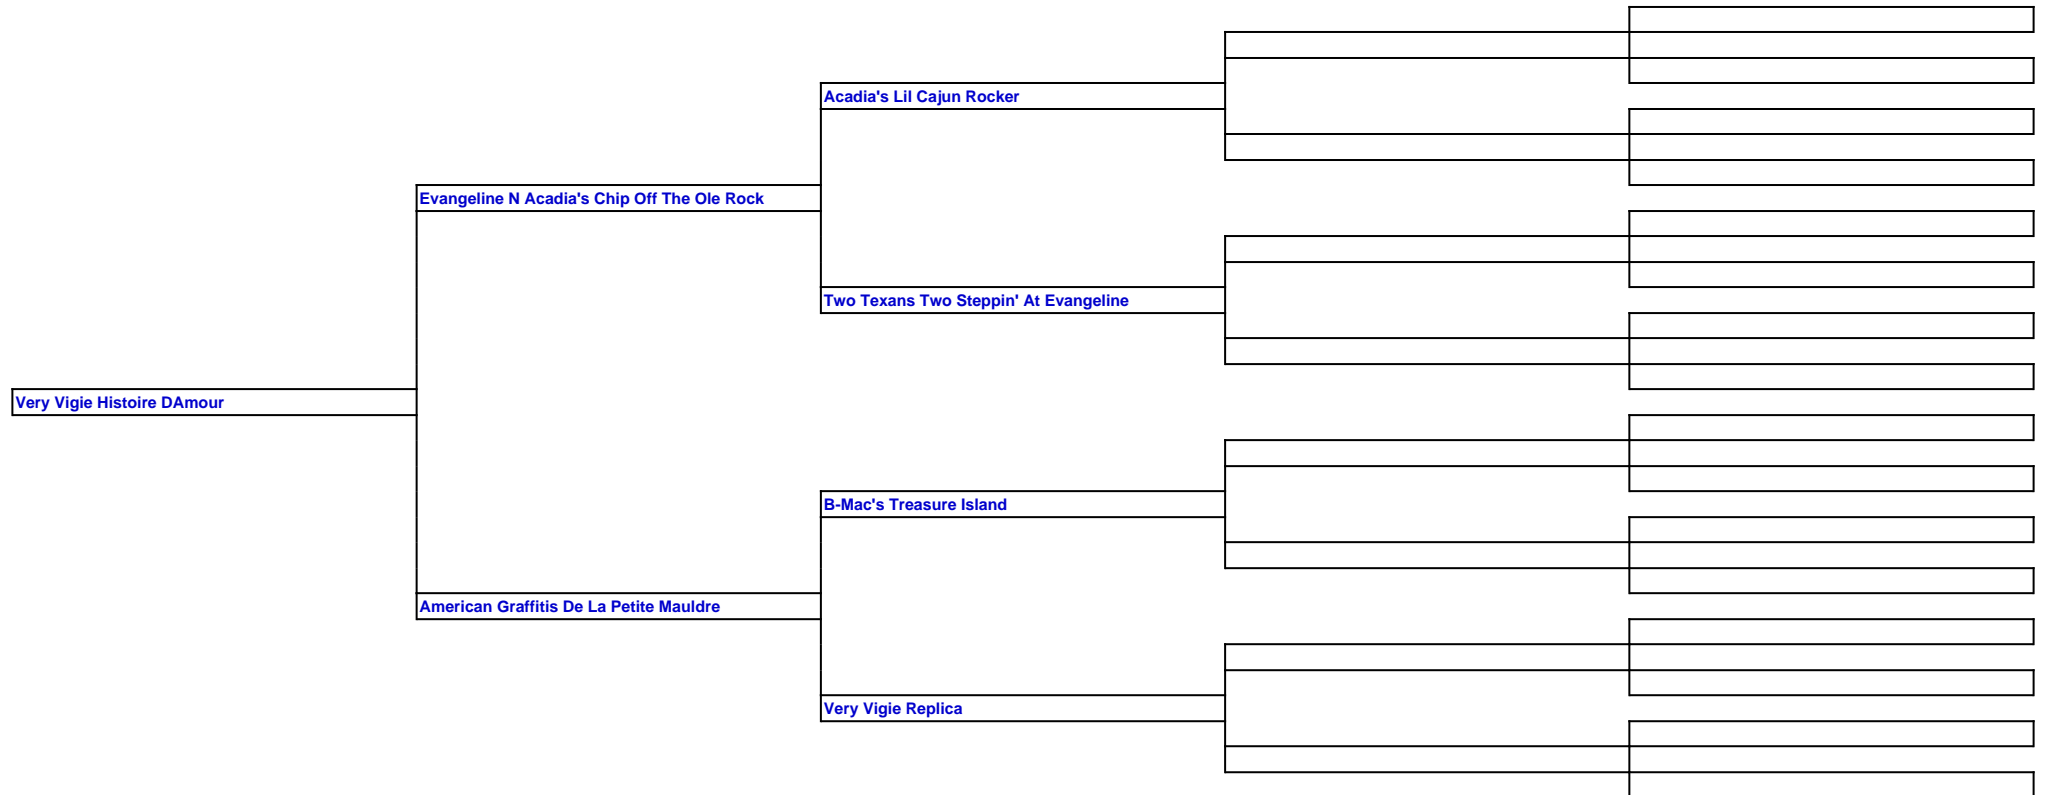 Acadia's Lil Cajun Rocker
Evangeline N Acadia's Chip Off The Ole Rock
Two Texans Two Steppin' At Evangeline
Very Vigie Histoire DAmour
B-Mac's Treasure Island
American Graffitis De La Petite Mauldre
Very Vigie Replica